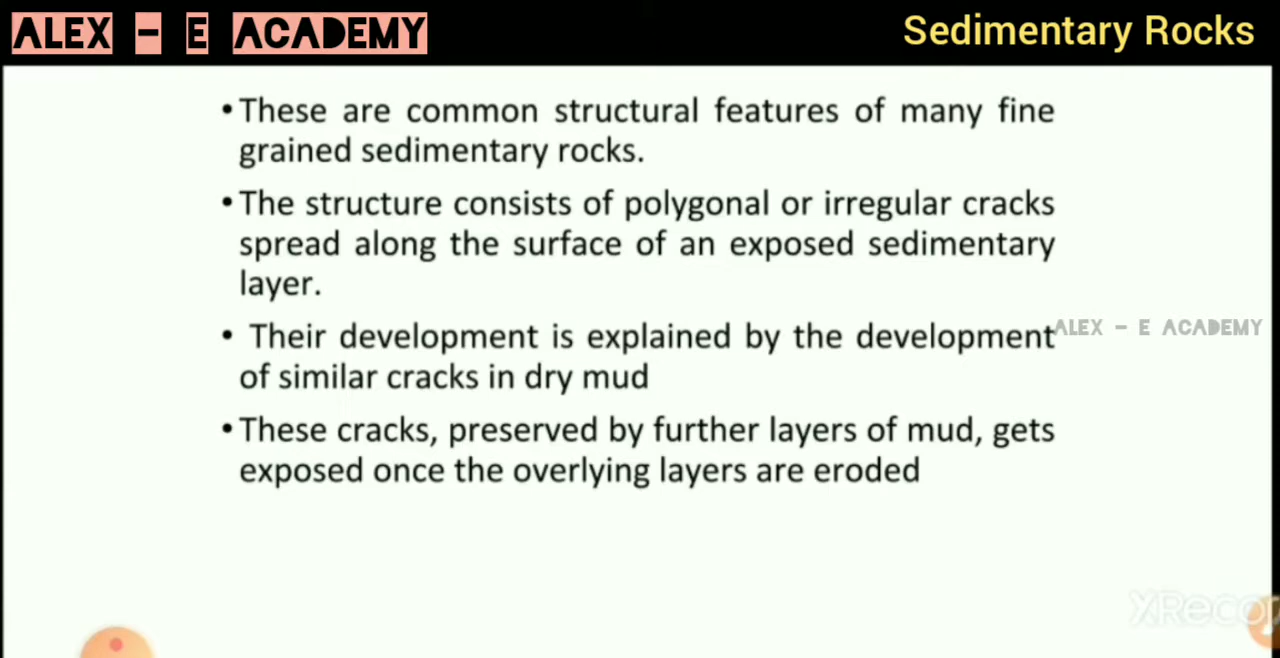 ALEX - E ACADEMY
Sedimentary Rocks
•These are common structural features of many fine
grained sedimentary rocks.
•The structure consists of polygonal or irregular cracks
spread along the surface of an exposed sedimentary
layer.
• Their development is explained by the development
of similar cracks in dry mud
•These cracks, preserved by further layers of mud, gets
exposed once the overlying layers are eroded
ALEX - E ACADEMY